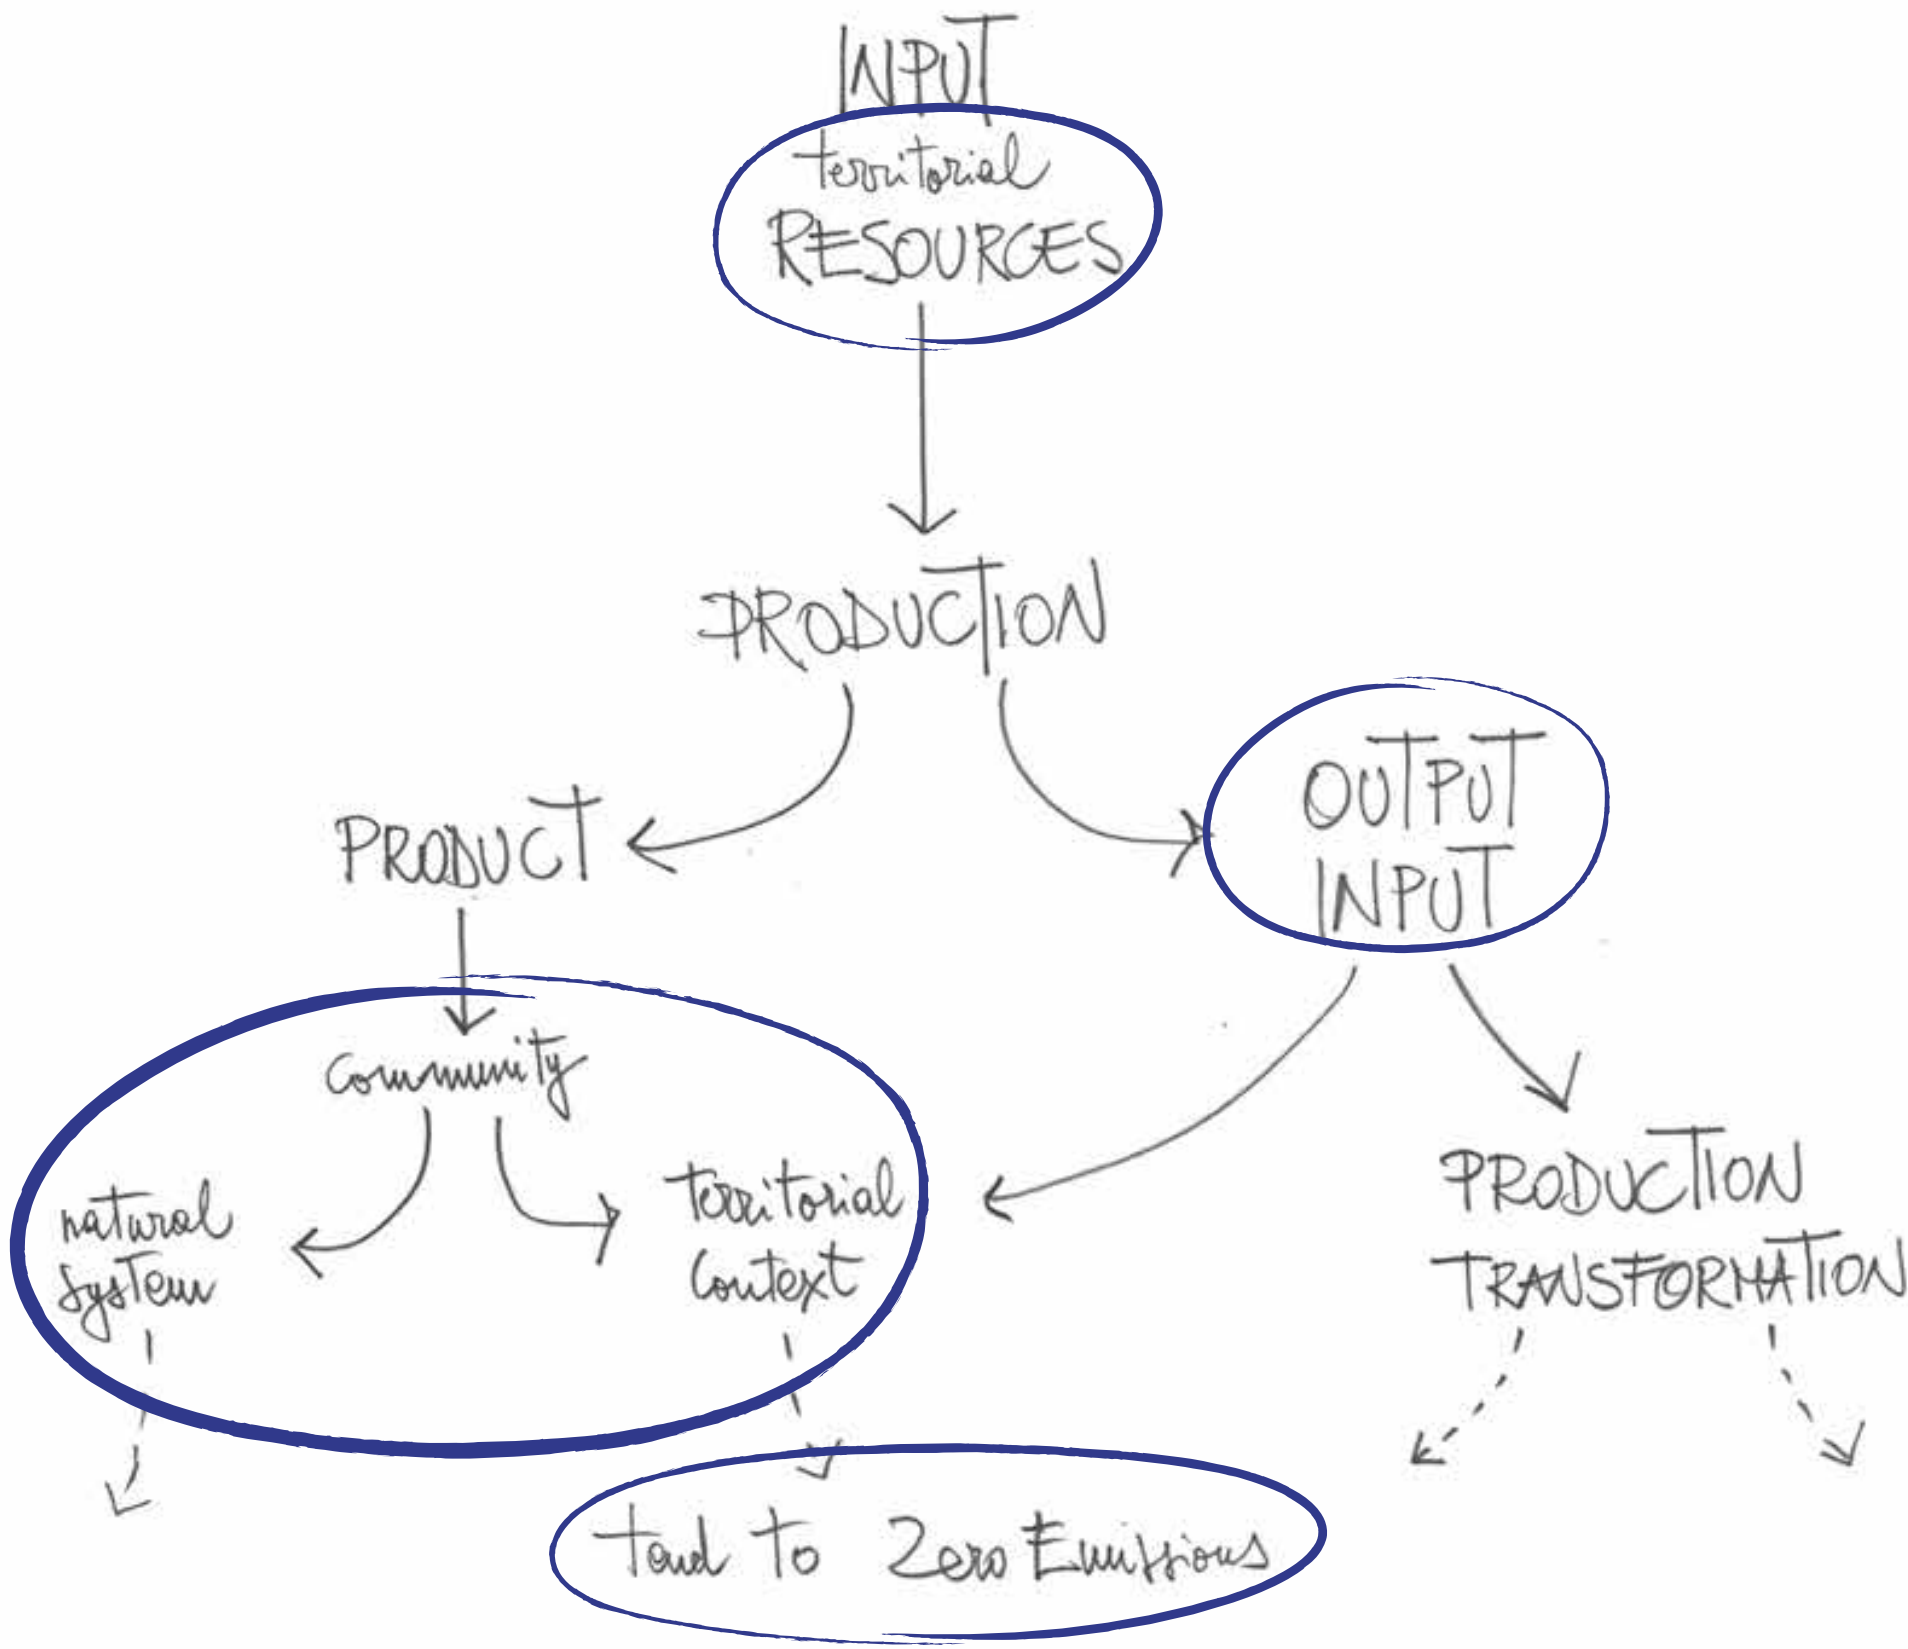 INPUT
territorial
RESOURCES
PRODUCTION
OUTPUT
INPUT
PRODUCT
Community
natural
system
territorial
Context
PRODUCTION
TRANSFORMATION
tend to Zero Emissions